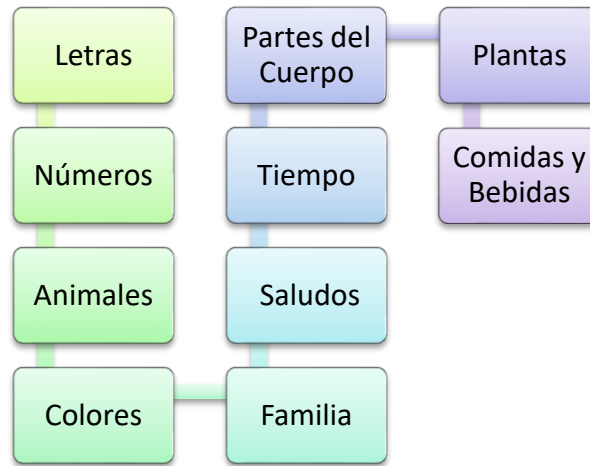 Letras
Números
Animales
Colores
Familia
Saludos
Tiempo
Partes del
Cuerpo
Plantas
Comidas y
Bebidas